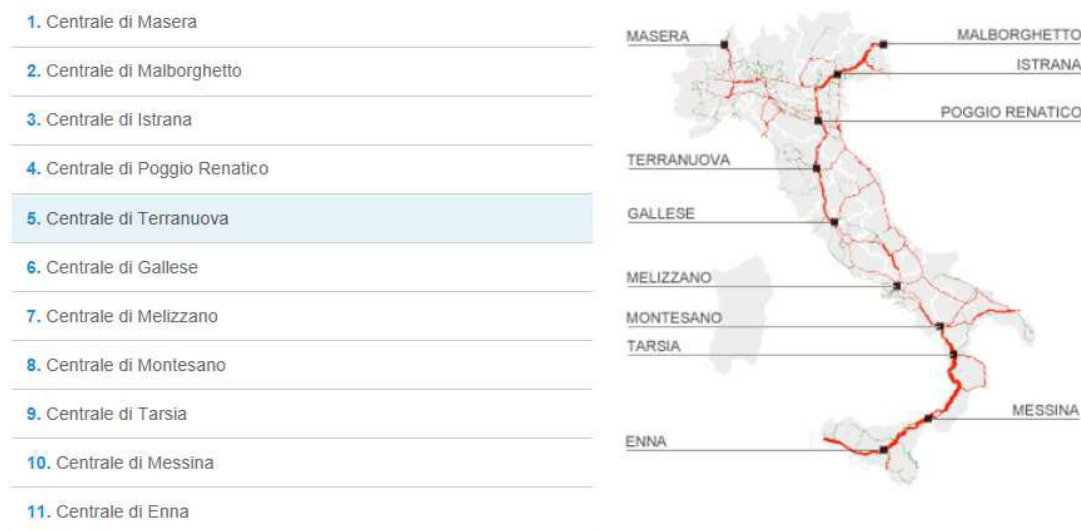 1. Centrale di Masera
2. Centrale di Malborghetto
3. Centrale di Istrana
4. Centrale di Poggio Renatico
5. Centrale di Terranuova
6. Centrale di Gallese
7. Centrale di Melizzano
8. Centrale di Montesano
9. Centrale di Tarsia
10. Centrale di Messina
11. Centrale di Enna
MASERA
MALBORGHETTO
ISTRANA
POGGIO RENATICO
TERRANUOVA
GALLESE
MELIZZANO
MONTESANO
TARSIA
MESSINA
ENNA